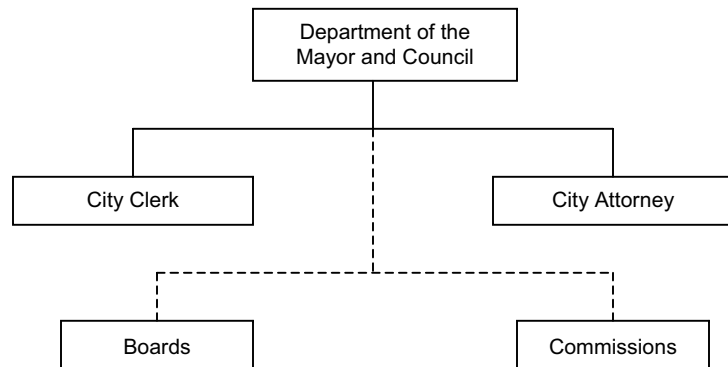 Department of the
Mayor and Council
City Clerk
City Attorney
Boards
Commissions